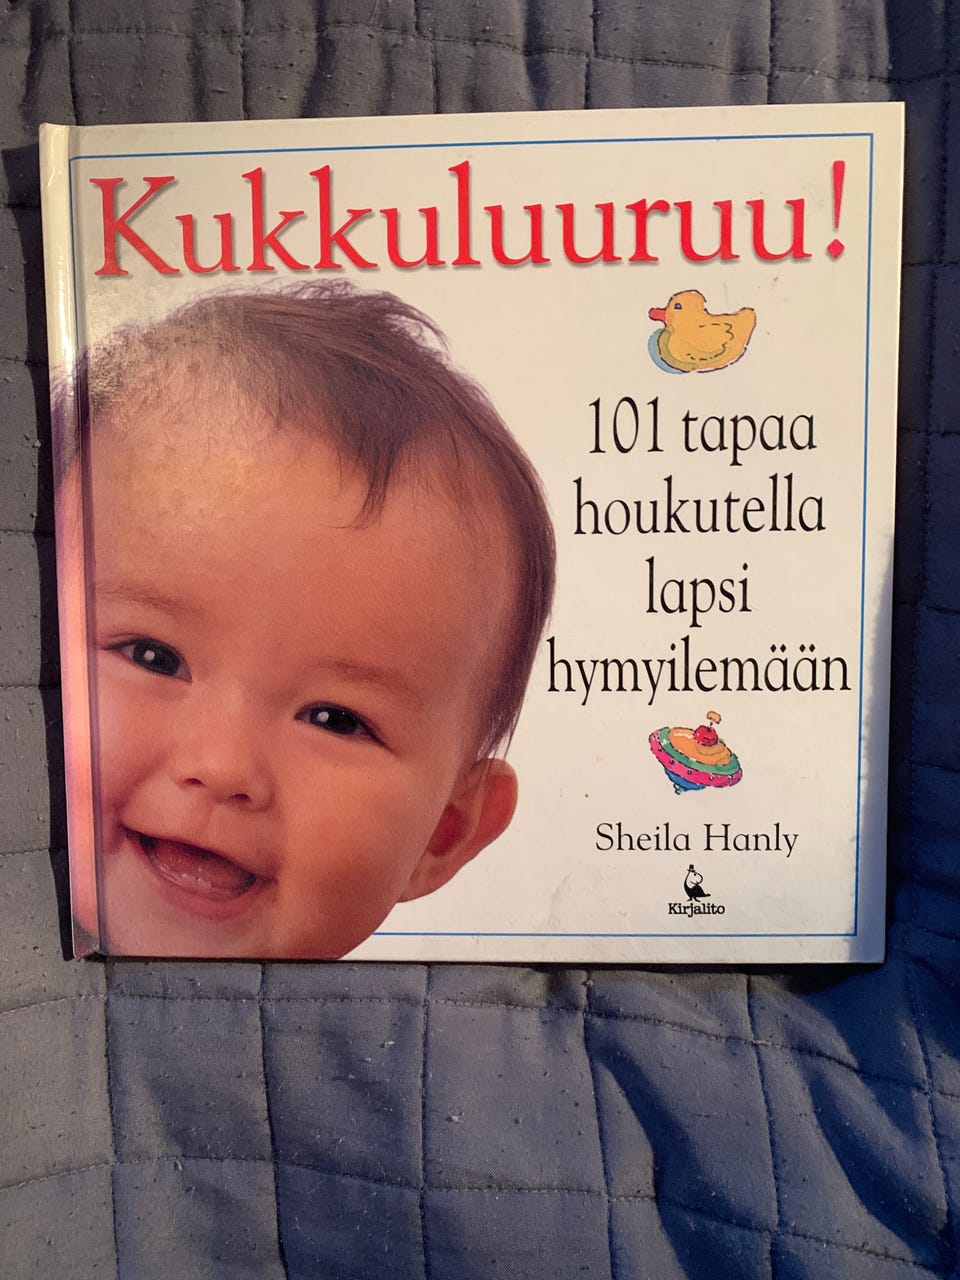 Kukkuluuruu!
101 tapaa
houkutella
lapsi
hymyilemään
Sheila Hanly
Kirjalito